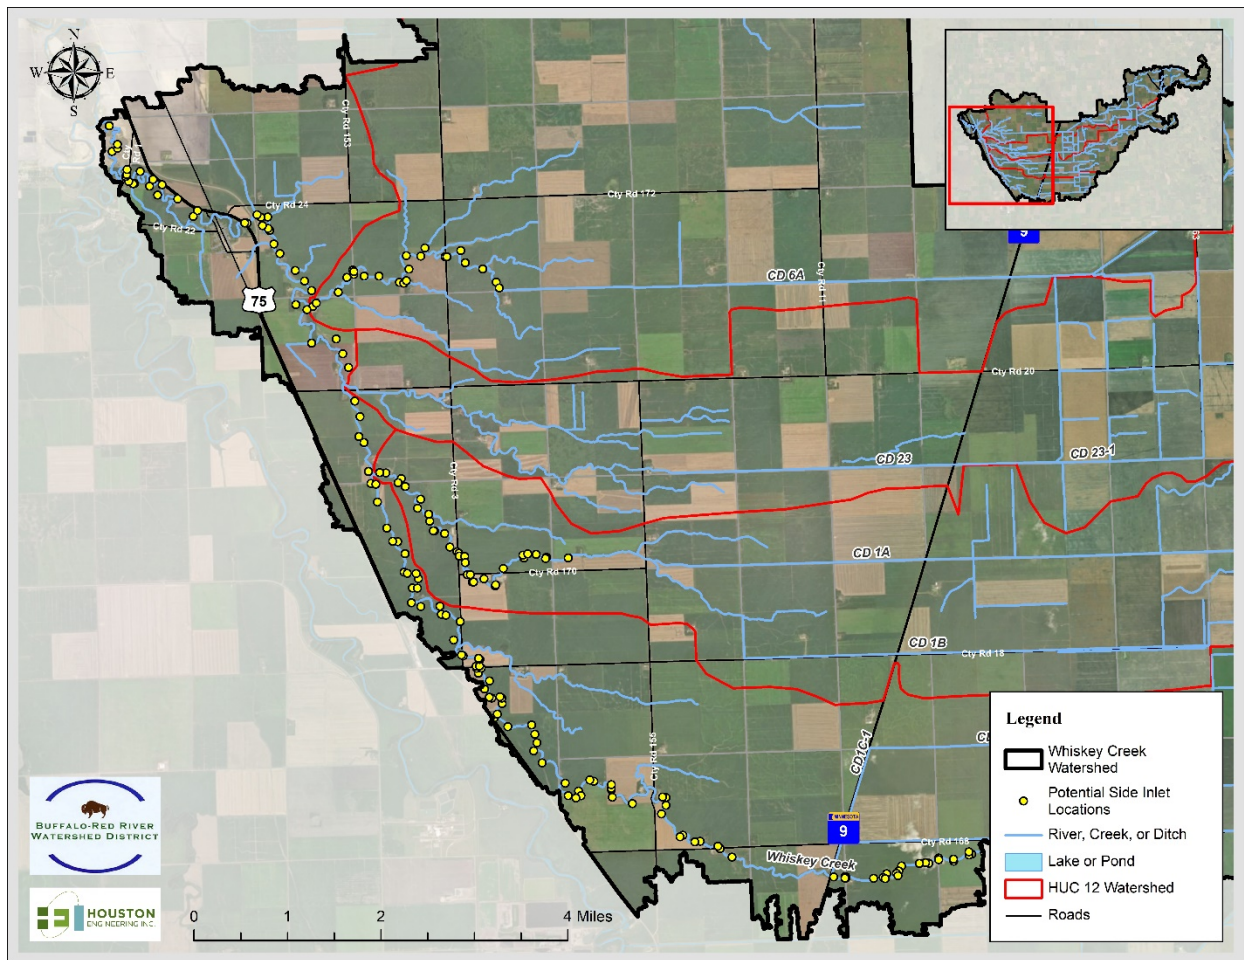 N
W
E
S
Cty Rd 153
Cty Rd 24
Cty Rd 172
Cty Rd 22
75
9
CD 6A
Cty Rd 11
Cty Rd 20
CD 23
CD 23-1
Cty Rd 3
CD 1A
Cty Rd 170
CD 1B
Cty Rd 18
CD1C-1
MINNESOTA
9
Cty Rd 168
Whiskey Creek
Legend
Whiskey Creek
Watershed
Potential Side Inlet
Locations
River, Creek, or Ditch
Lake or Pond
HUC 12 Watershed
Roads
BUFFALO-RED RIVER
WATERSHED DISTRICT
HOUSTON
ENGINEERING INC.
0
1
2
4 Miles